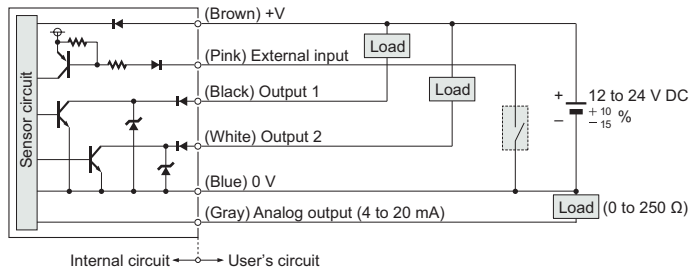 (Brown) +V
Load
(Pink) External input
(Black) Output 1
Load
+
12 to 24 V DC
+ 10
− 15 %
−
(White) Output 2
Sensor circuit
(Blue) 0 V
(Gray) Analog output (4 to 20 mA)
Load (0 to 250 Ω)
Internal circuit
User's circuit